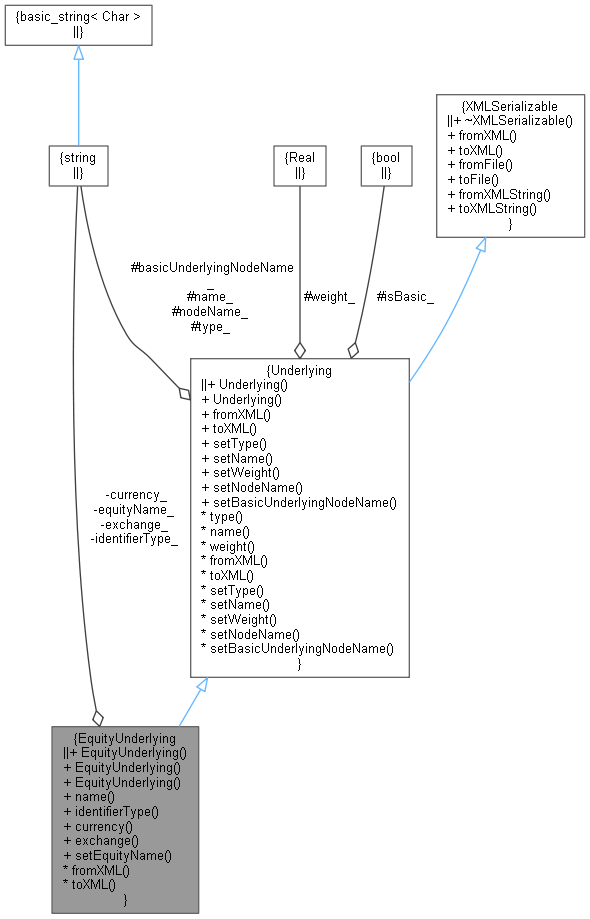 {basic_string< Char >
||}
{XMLSerializable
||+ ~XMLSerializable()
+ fromXML()
+ toXML()
+ fromFile()
+ toFile()
+ fromXMLString()
+ toXMLString()
}
{string
||}
{Real
||}
{bool
||}
#basicUnderlyingNodeName
_
#name_
#nodeName_
#type_
#weight_
#isBasic_
{Underlying
||+ Underlying()
+ Underlying()
+ fromXML()
+ toXML()
+ setType()
+ setName()
+ setWeight()
+ setNodeName()
+ setBasicUnderlyingNodeName()
* type()
* name()
* weight()
* fromXML()
* toXML()
* setType()
* setName()
* setWeight()
* setNodeName()
* setBasicUnderlyingNodeName()
}
-currency_
-equityName_
-exchange_
-identifierType_
{EquityUnderlying
||+ EquityUnderlying()
+ EquityUnderlying()
+ EquityUnderlying()
+ name()
+ identifierType()
+ currency()
+ exchange()
+ setEquityName()
* fromXML()
* toXML()
}